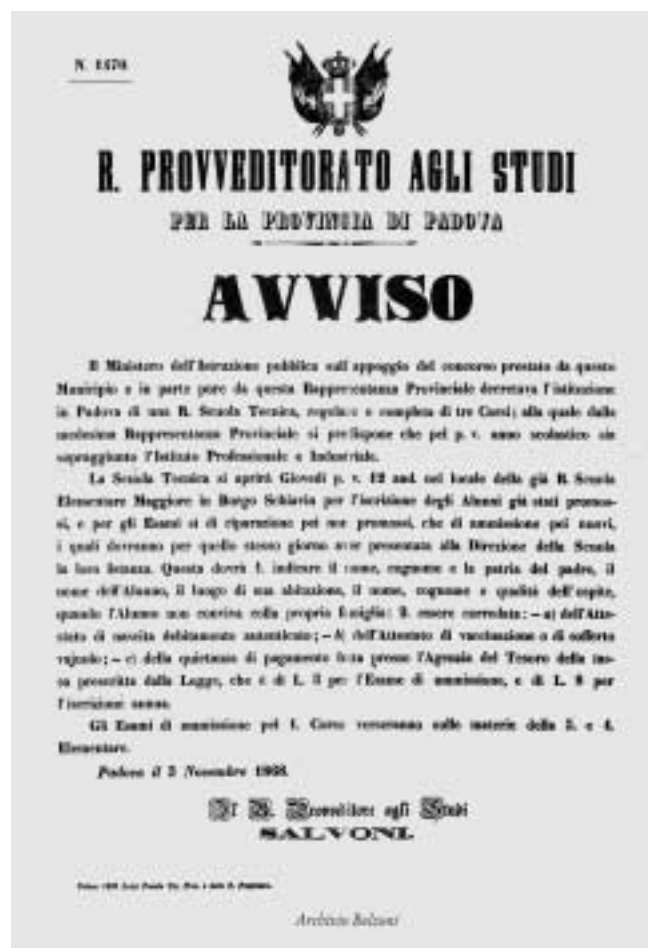 N. 1470
R. PROVVEDITORATO AGLI STUDI
PER LA PROVINCIA DI PADOVA
AVVISO
Il Ministero dell'Istruzione pubblica sull'appoggio del concorso prestato da questo
Municipio e in parte pure da questa Rappresentanza Provinciale decretava l'istituzione
in Padova di una R. Scuola Tecnica, regolare e completa di tre Corsi; alla quale dalla
medesima Rappresentanza Provinciale si predispone che pel p. v. anno scolastico sia
sopraggiunto l'Istituto Professionale e Industriale.
La Scuola Tecnica si aprirà Giovedì p. v. 12 and. nel locale della già R. Scuola
Elementare Maggiore in Borgo Schiavin per l'iscrizione degli Alunni già stati promos-
si, e per gli Esami sì di riparazione pei non promossi, che di ammissione pei nuovi,
i quali dovranno per quello stesso giorno aver presentata alla Direzione della Scuola
la loro Istanza. Questa dovrà 1. indicare il nome, cognome e la patria del padre, il
nome dell'Alunno, il luogo di sua abitazione, il nome, cognome e qualità dell'ospite,
quando l'Alunno non conviva colla propria famiglia: 2. essere corredata: — a) dell'Atte-
stato di nascita debitamente autenticato; — b) dell'Attestato di vaccinazione o di sofferto
vajuolo; — c) della quietanza di pagamento fatta presso l'Agenzia del Tesoro della tas-
sa prescritta dalla Legge, che è di L. per l'Esame di ammissione, e di L. per
l'iscrizione annua.
Gli Esami di ammissione pel 1. Corso verseranno sulle materie della 3. e 4.
Elementare.
Padova il Novembre 1868.
Il R. Provveditore agli Studi
SALVONI.
Archivio Belzoni